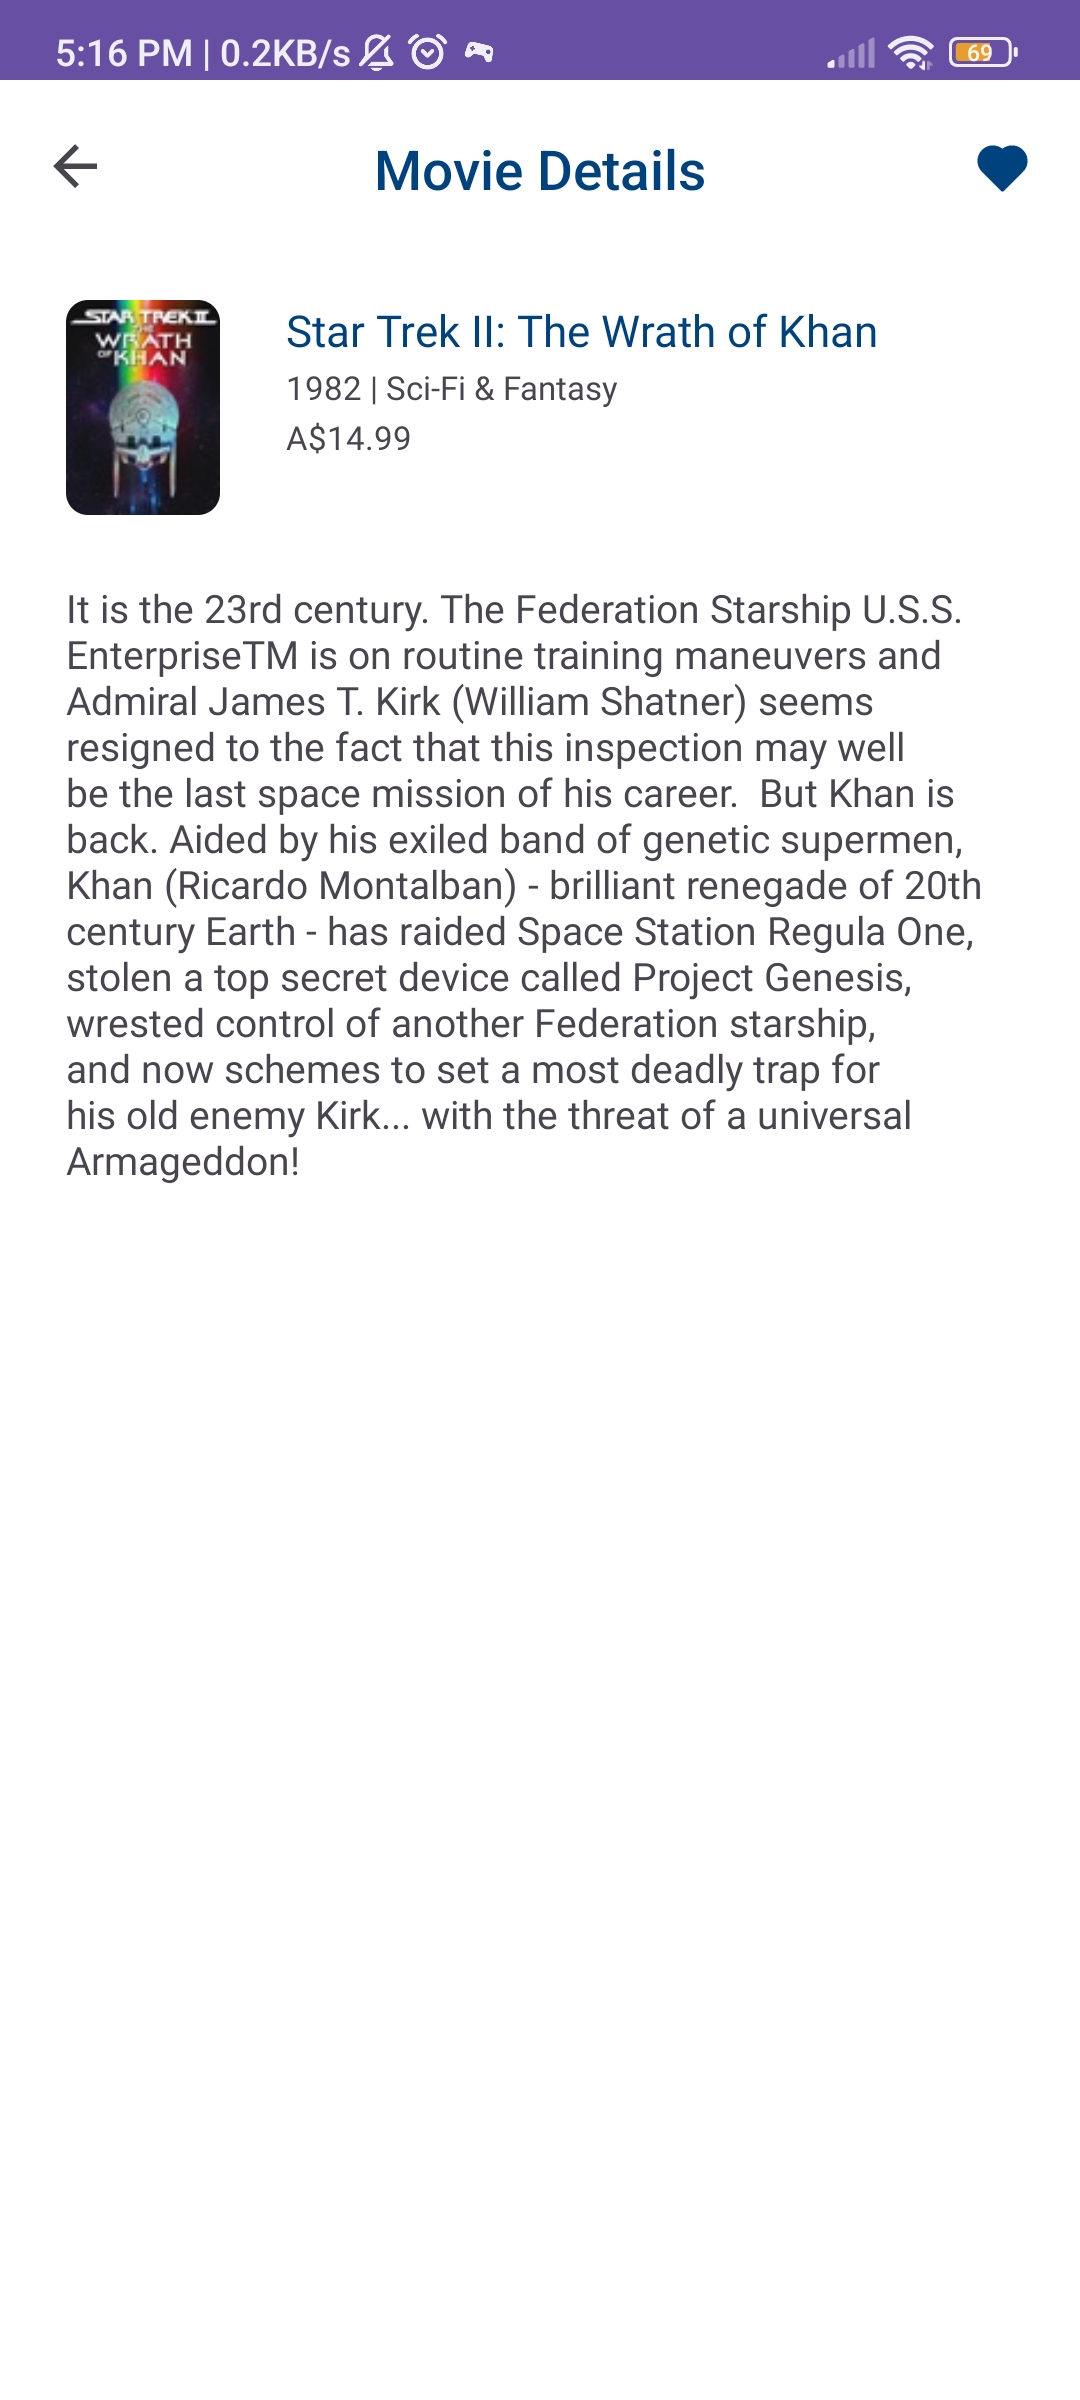 5:16 PM | 0.2KB/s
69
Movie Details
STAR TREK II
THE
WRATH
OF KHAN
Star Trek II: The Wrath of Khan
1982 | Sci-Fi & Fantasy
A$14.99
It is the 23rd century. The Federation Starship U.S.S.
EnterpriseTM is on routine training maneuvers and
Admiral James T. Kirk (William Shatner) seems
resigned to the fact that this inspection may well
be the last space mission of his career.  But Khan is
back. Aided by his exiled band of genetic supermen,
Khan (Ricardo Montalban) - brilliant renegade of 20th
century Earth - has raided Space Station Regula One,
stolen a top secret device called Project Genesis,
wrested control of another Federation starship,
and now schemes to set a most deadly trap for
his old enemy Kirk... with the threat of a universal
Armageddon!